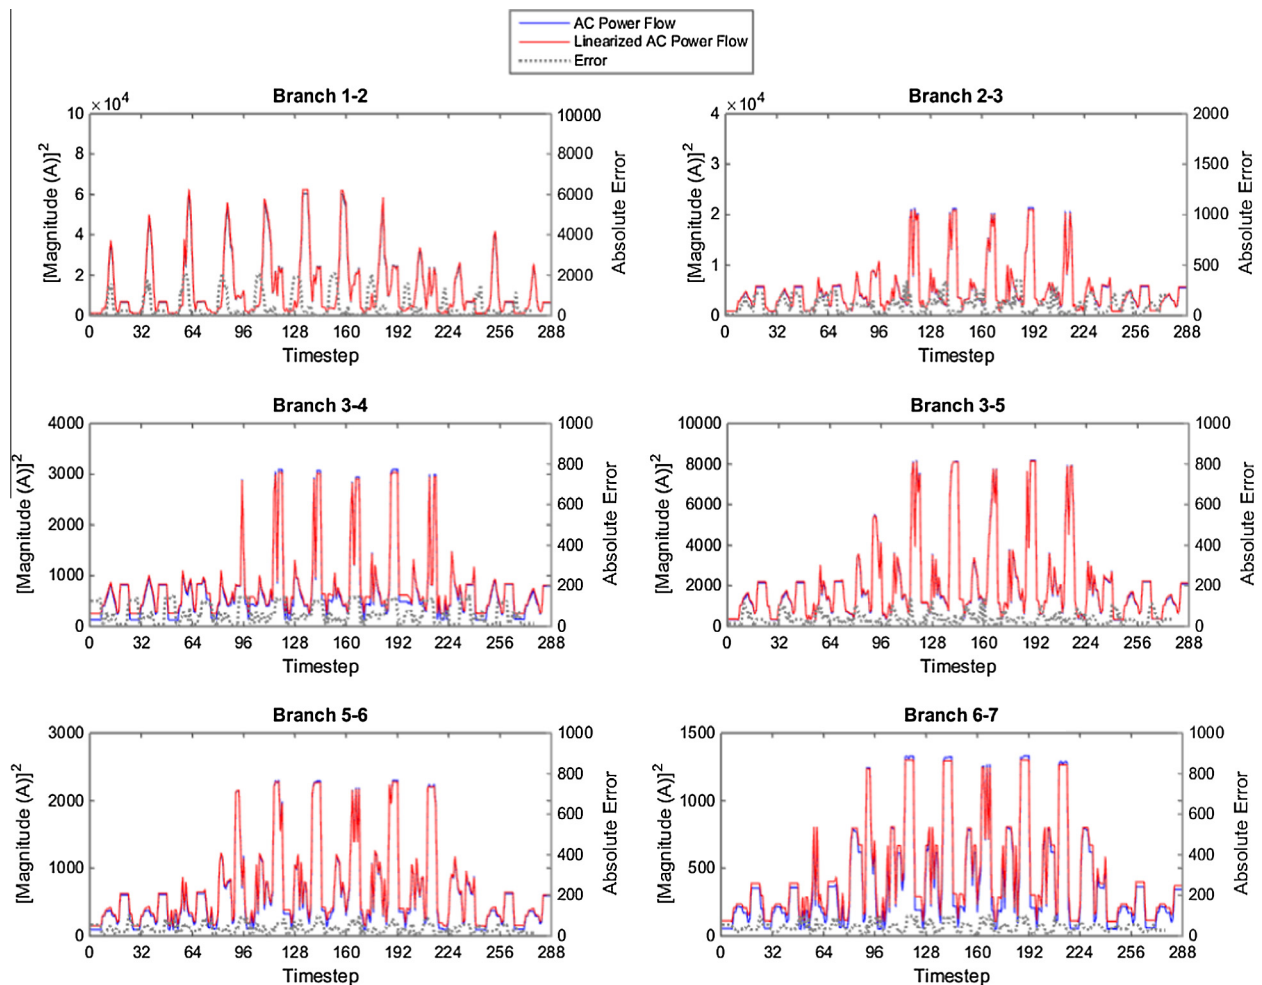 AC Power Flow
Linearized AC Power Flow
Error
Branch 1-2
×10⁴
[Magnitude (A)]²
10
8
6
4
2
0
10000
8000
6000
4000
2000
0
Absolute Error
0 32 64 96 128 160 192 224 256 288
Timestep
Branch 2-3
×10⁴
[Magnitude (A)]²
4
3
2
1
0
2000
1500
1000
500
0
Absolute Error
0 32 64 96 128 160 192 224 256 288
Timestep
Branch 3-4
[Magnitude (A)]²
4000
3000
2000
1000
0
1000
800
600
400
200
0
Absolute Error
0 32 64 96 128 160 192 224 256 288
Timestep
Branch 3-5
[Magnitude (A)]²
10000
8000
6000
4000
2000
0
1000
800
600
400
200
0
Absolute Error
0 32 64 96 128 160 192 224 256 288
Timestep
Branch 5-6
[Magnitude (A)]²
3000
2000
1000
0
1000
800
600
400
200
0
Absolute Error
0 32 64 96 128 160 192 224 256 288
Timestep
Branch 6-7
[Magnitude (A)]²
1500
1000
500
0
1000
800
600
400
200
0
Absolute Error
0 32 64 96 128 160 192 224 256 288
Timestep